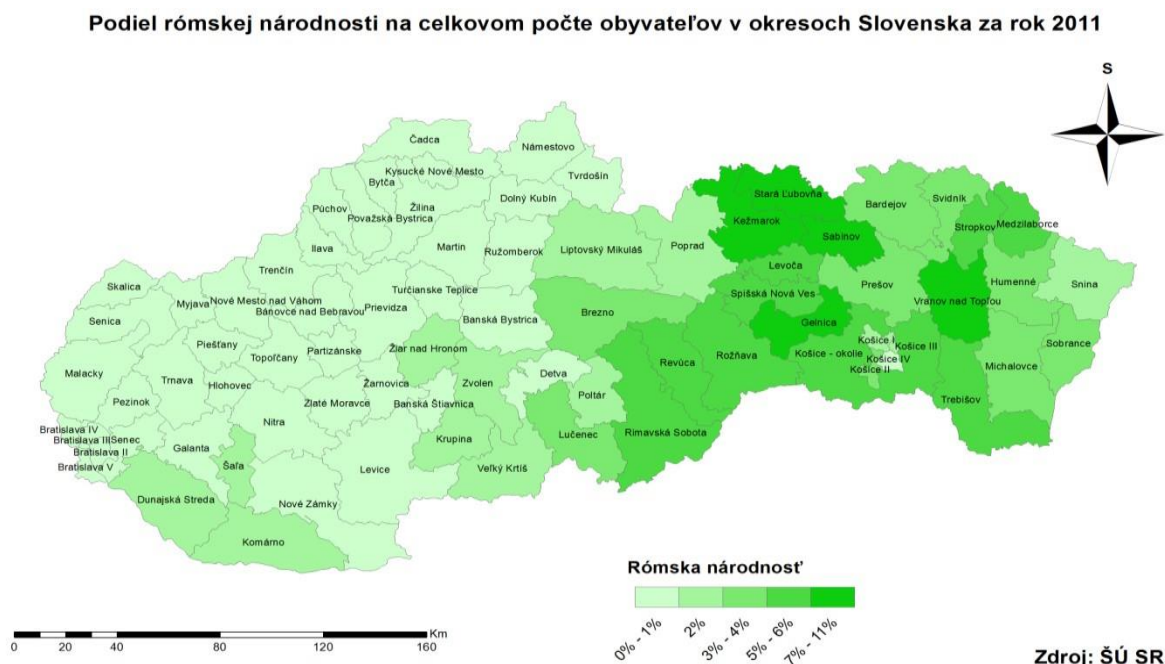 Podiel rómskej národnosti na celkovom počte obyvateľov v okresoch Slovenska za rok 2011
S
Čadca
Námestovo
Kysucké Nové Mesto
Bytča
Tvrdošín
Stará Ľubovňa
Dolný Kubín
Svidník
Bardejov
Púchov
Žilina
Považská Bystrica
Kežmarok
Stropkov
Medzilaborce
Sabinov
Ilava
Martin
Ružomberok
Liptovský Mikuláš
Poprad
Levoča
Trenčín
Prešov
Humenné
Snina
Skalica
Turčianske Teplice
Spišská Nová Ves
Myjava
Nové Mesto nad Váhom
Prievidza
Vranov nad Topľou
Bánovce nad Bebravou
Brezno
Senica
Banská Bystrica
Gelnica
Piešťany
Košice I
Sobrance
Topoľčany
Partizánske
Žiar nad Hronom
Rožňava
Košice - okolie
Košice III
Košice IV
Revúca
Michalovce
Košice II
Malacky
Detva
Trnava
Hlohovec
Žarnovica
Zvolen
Poltár
Pezinok
Zlaté Moravce
Banská Štiavnica
Trebišov
Nitra
Bratislava IV
Rimavská Sobota
Lučenec
Krupina
Bratislava III
Senec
Galanta
Bratislava II
Šaľa
Bratislava V
Levice
Veľký Krtíš
Dunajská Streda
Nové Zámky
Komárno
Rómska národnosť
0% - 1%
2%
3% - 4%
5% - 6%
7% - 11%
Km
0 20 40 80 120 160
Zdroj: ŠÚ SR